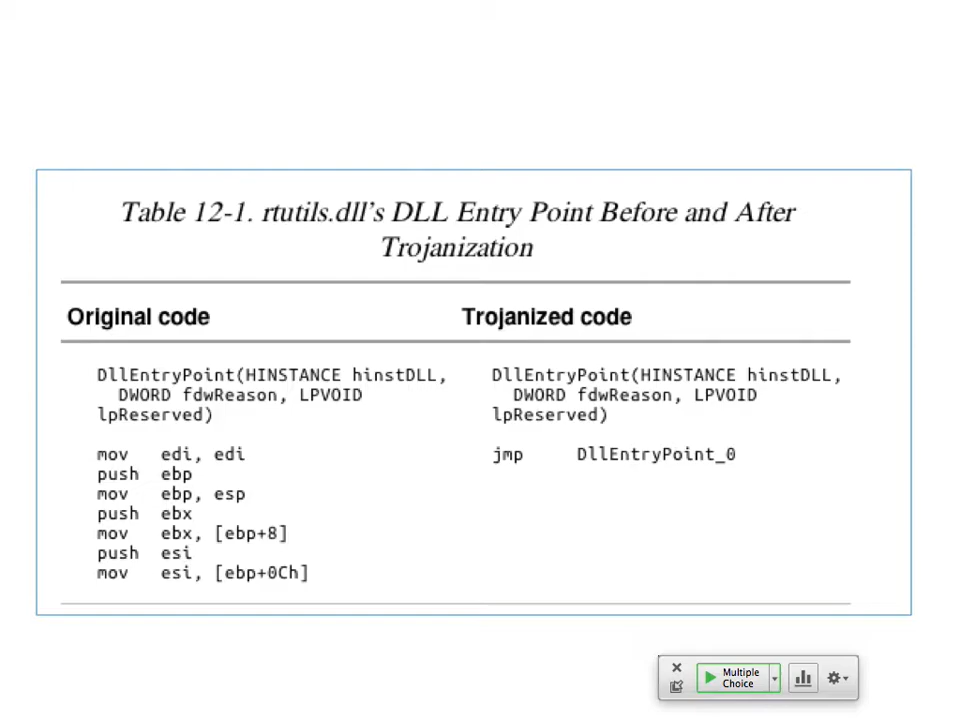 Table 12-1. rtutils.dll’s DLL Entry Point Before and After
Trojanization
Original code
Trojanized code
DllEntryPoint(HINSTANCE hinstDLL,
DWORD fdwReason, LPVOID
lpReserved)
mov edi, edi
push ebp
mov ebp, esp
push ebx
mov ebx, [ebp+8]
push esi
mov esi, [ebp+0Ch]
DllEntryPoint(HINSTANCE hinstDLL,
DWORD fdwReason, LPVOID
lpReserved)
jmp DllEntryPoint_0
Multiple
Choice